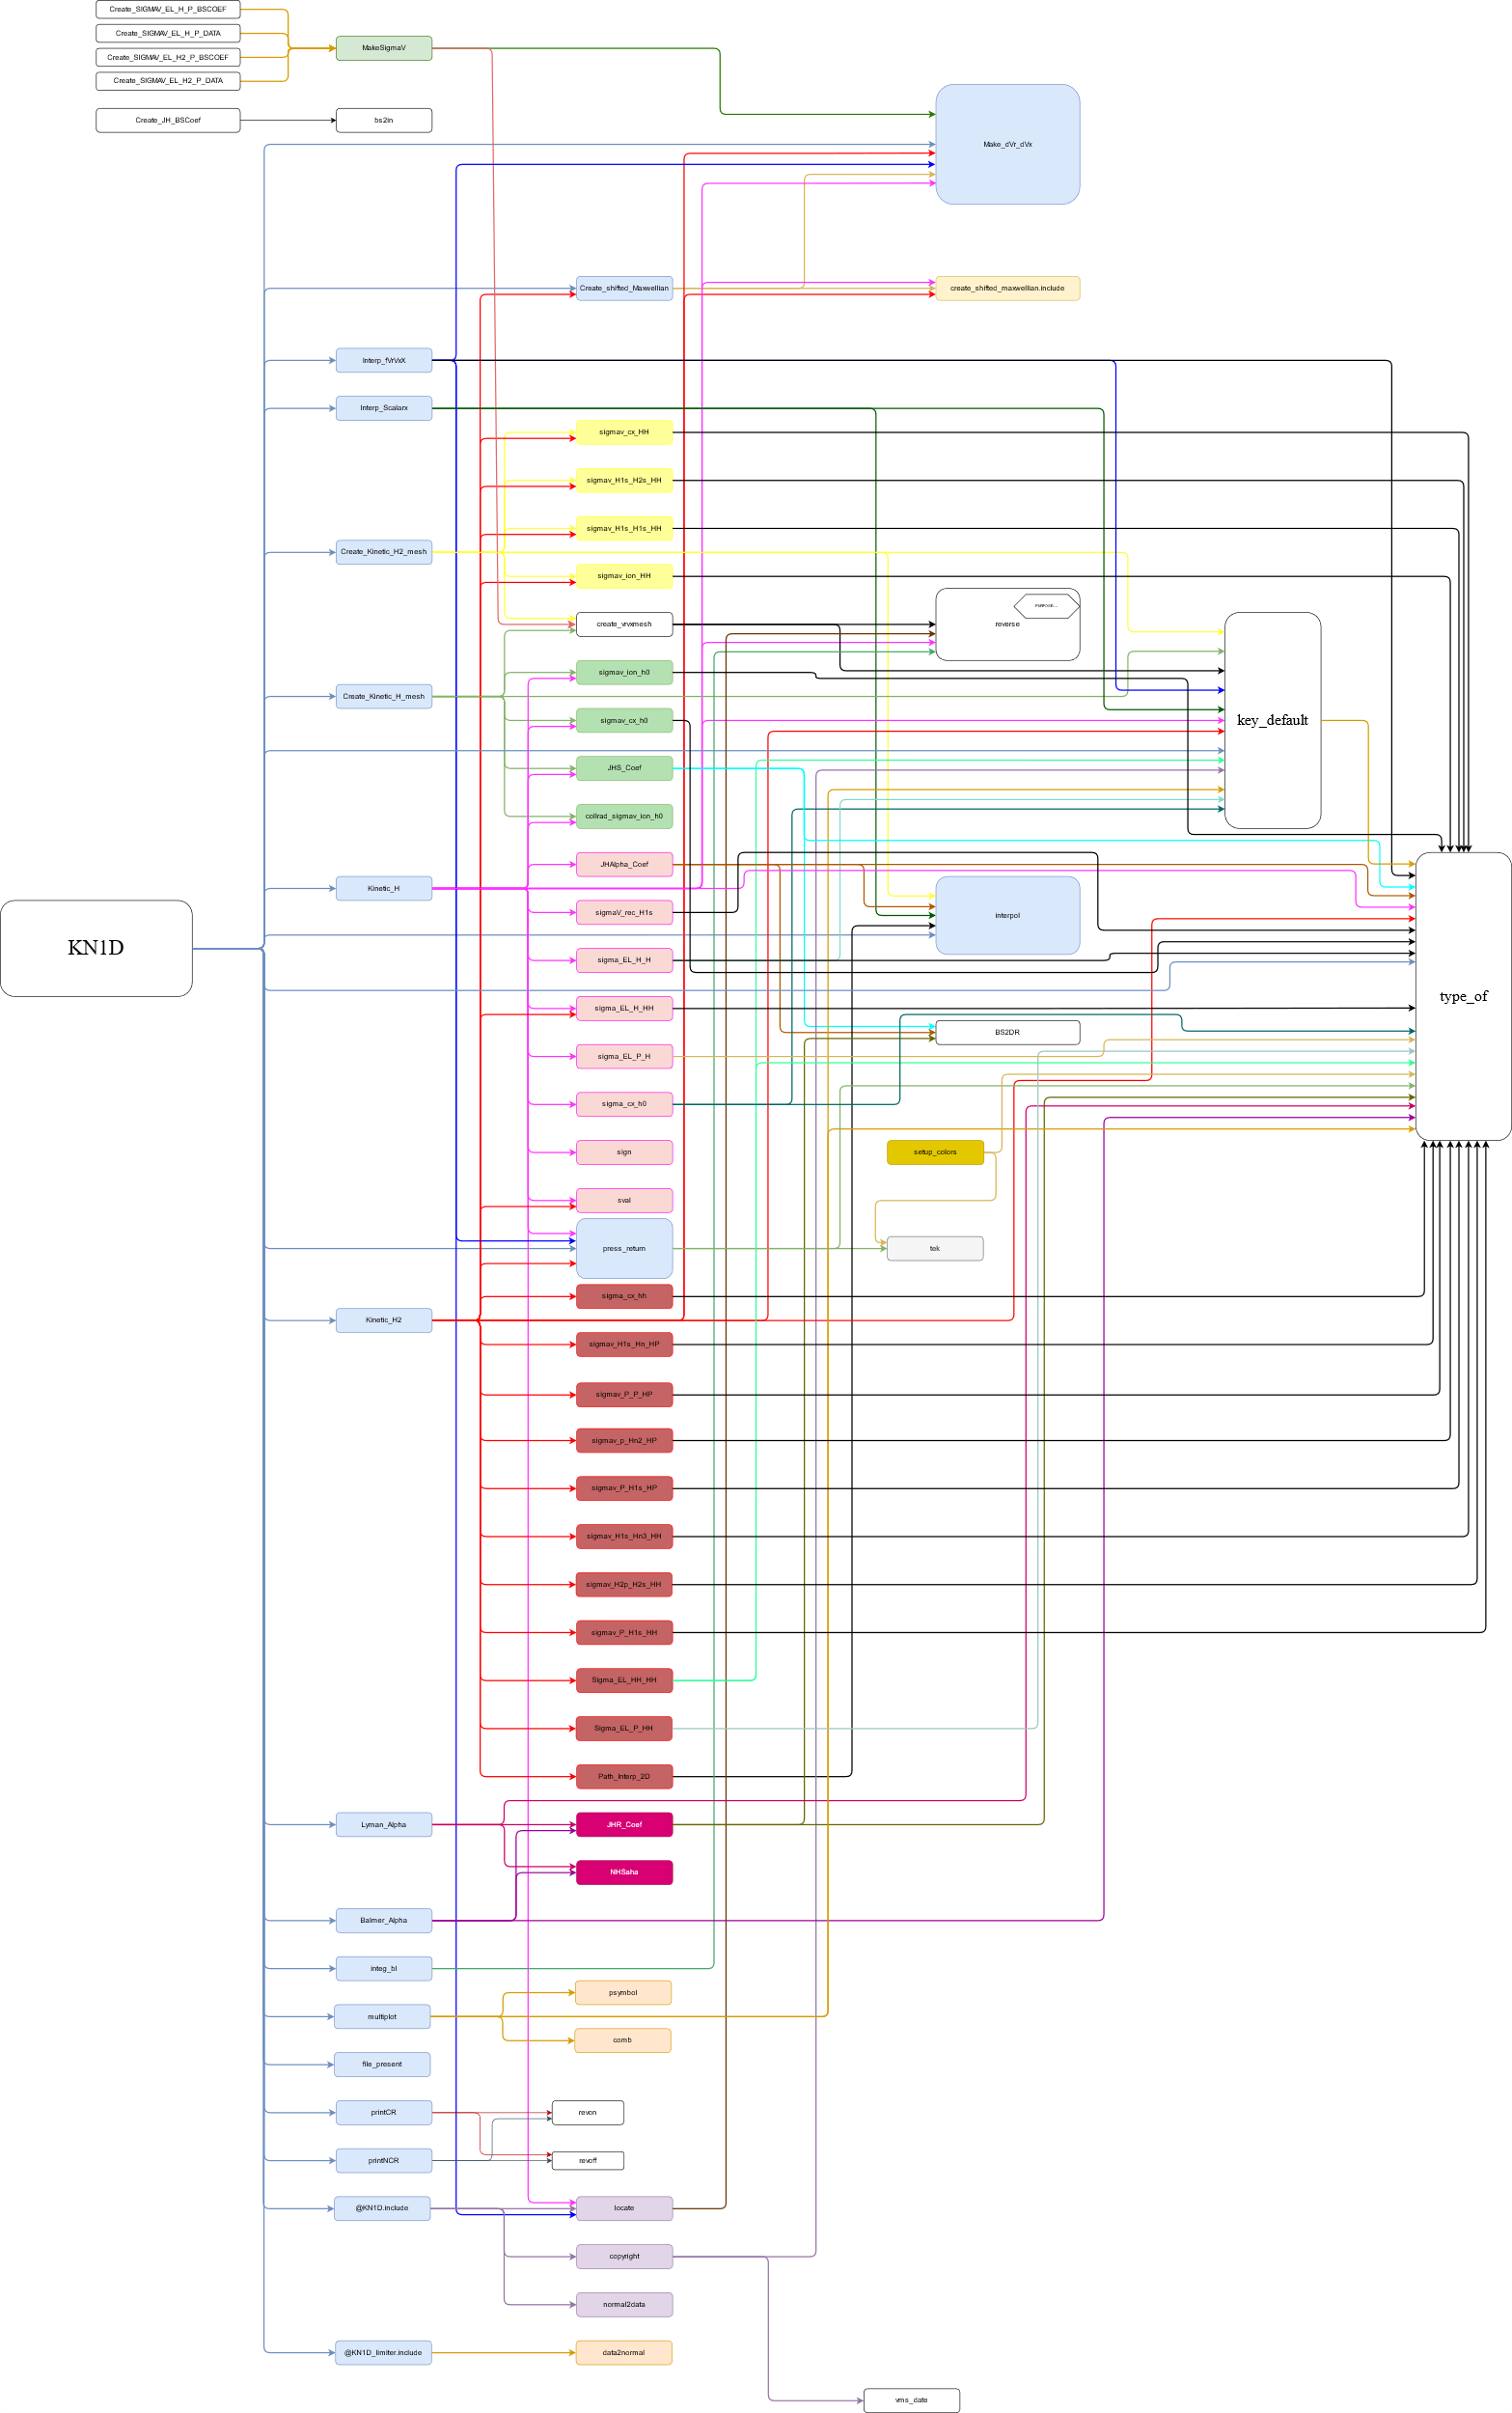 Create_SIGMAV_EL_H_P_BSCOEF
Create_SIGMAV_EL_H_P_DATA
MakeSigmaV
Create_SIGMAV_EL_H2_P_BSCOEF
Create_SIGMAV_EL_H2_P_DATA
Create_JH_BSCoef
bs2in
Make_dVr_dVx
Create_shifted_Maxwellian
create_shifted_maxwellian.include
Interp_fVrVxX
Interp_Scalarx
sigmav_cx_HH
sigmav_H1s_H2s_HH
sigmav_H1s_H1s_HH
Create_Kinetic_H2_mesh
sigmav_ion_HH
PURPOSE:...
create_vrvxmesh
reverse
sigmav_ion_h0
Create_Kinetic_H_mesh
sigmav_cx_h0
key_default
JHS_Coef
collrad_sigmav_ion_h0
JHAlpha_Coef
Kinetic_H
sigmaV_rec_H1s
interpol
KN1D
sigma_EL_H_H
type_of
sigma_EL_H_HH
BS2DR
sigma_EL_P_H
sigma_cx_h0
sign
setup_colors
sval
press_return
tek
sigma_cx_hh
Kinetic_H2
sigmav_H1s_Hn_HP
sigmav_P_P_HP
sigmav_p_Hn2_HP
sigmav_P_H1s_HP
sigmav_H1s_Hn3_HH
sigmav_H2p_H2s_HH
sigmav_P_H1s_HH
Sigma_EL_HH_HH
Sigma_EL_P_HH
Path_Interp_2D
Lyman_Alpha
JHR_Coef
NHSaha
Balmer_Alpha
integ_bl
psymbol
multiplot
comb
file_present
printCR
revon
printNCR
revoff
@KN1D.include
locate
copyright
normal2data
@KN1D_limiter.include
data2normal
vms_date